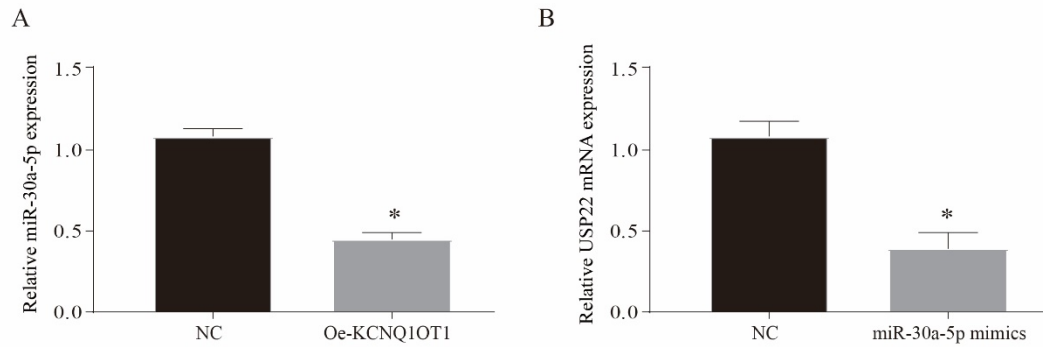 A
Relative miR-30a-5p expression
1.5
1.0
0.5
0.0
*
NC
Oe-KCNQ1OT1
B
Relative USP22 mRNA expression
1.5
1.0
0.5
0.0
*
NC
miR-30a-5p mimics